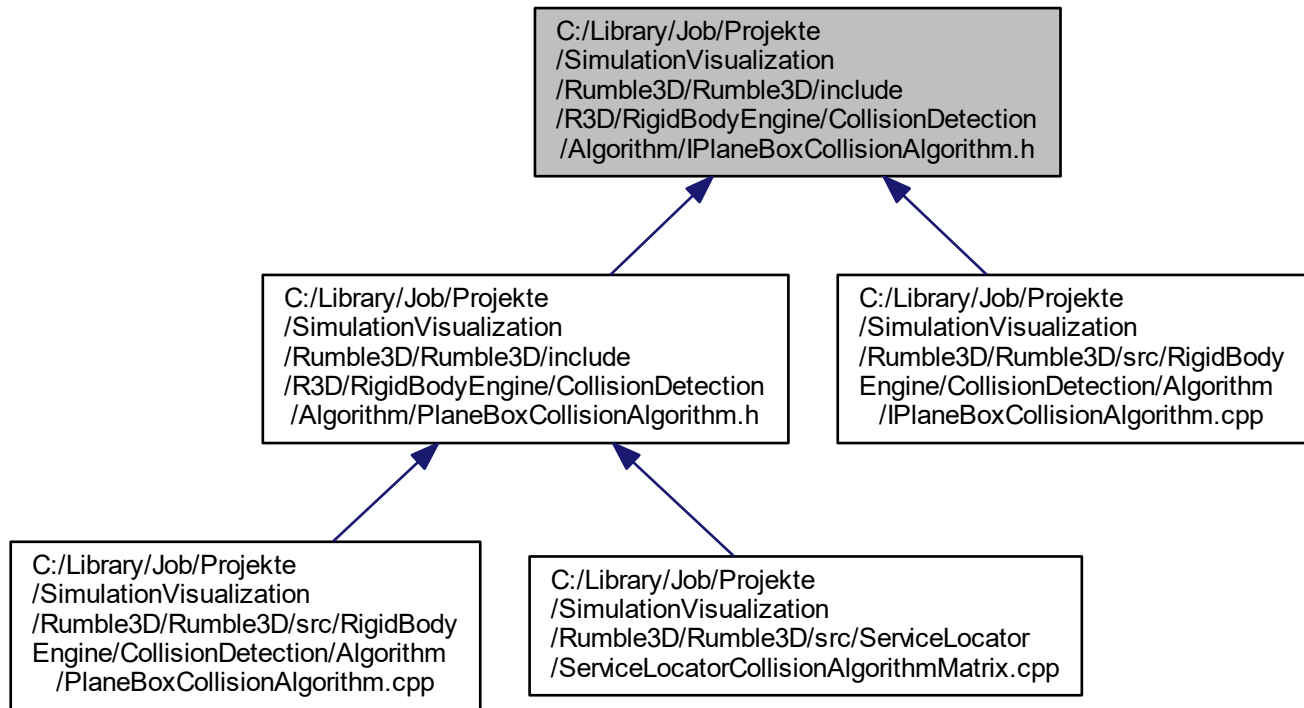 C:/Library/Job/Projekte
/SimulationVisualization
/Rumble3D/Rumble3D/include
/R3D/RigidBodyEngine/CollisionDetection
/Algorithm/IPlaneBoxCollisionAlgorithm.h
C:/Library/Job/Projekte
/SimulationVisualization
/Rumble3D/Rumble3D/include
/R3D/RigidBodyEngine/CollisionDetection
/Algorithm/PlaneBoxCollisionAlgorithm.h
C:/Library/Job/Projekte
/SimulationVisualization
/Rumble3D/Rumble3D/src/RigidBody
Engine/CollisionDetection/Algorithm
/IPlaneBoxCollisionAlgorithm.cpp
C:/Library/Job/Projekte
/SimulationVisualization
/Rumble3D/Rumble3D/src/RigidBody
Engine/CollisionDetection/Algorithm
/PlaneBoxCollisionAlgorithm.cpp
C:/Library/Job/Projekte
/SimulationVisualization
/Rumble3D/Rumble3D/src/ServiceLocator
/ServiceLocatorCollisionAlgorithmMatrix.cpp